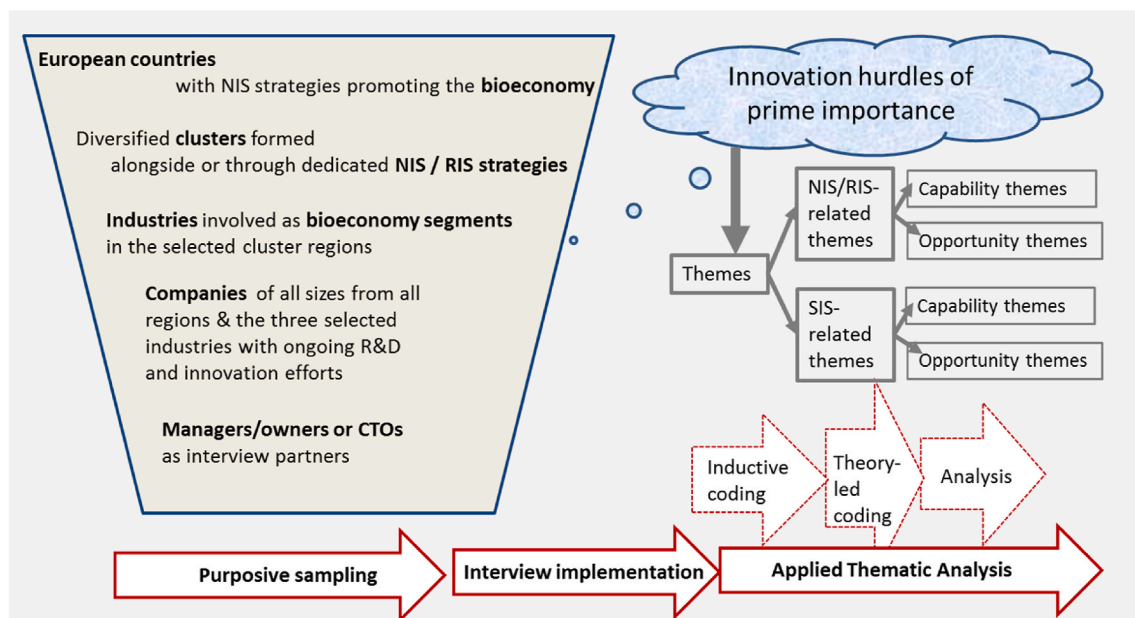 European countries
with NIS strategies promoting the bioeconomy
Diversified clusters formed
alongside or through dedicated NIS / RIS strategies
Industries involved as bioeconomy segments
in the selected cluster regions
Companies of all sizes from all
regions & the three selected
industries with ongoing R&D
and innovation efforts
Managers/owners or CTOs
as interview partners
Innovation hurdles of
prime importance
Themes
NIS/RIS-
related
themes
Capability themes
Opportunity themes
SIS-
related
themes
Capability themes
Opportunity themes
Inductive
coding
Theory-
led
coding
Analysis
Purposive sampling
Interview implementation
Applied Thematic Analysis